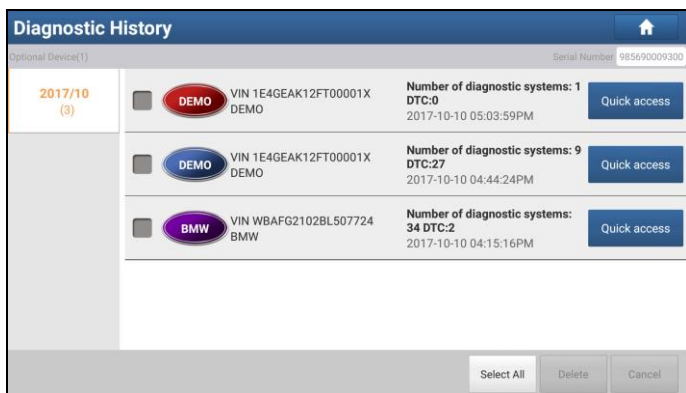 Diagnostic History
Optional Device(1)
Serial Number 985690009300
2017/10
(3)
DEMO
VIN 1E4GEAK12FT00001X
DEMO
Number of diagnostic systems: 1
DTC:0
2017-10-10 05:03:59PM
Quick access
DEMO
VIN 1E4GEAK12FT00001X
DEMO
Number of diagnostic systems: 9
DTC:27
2017-10-10 04:44:24PM
Quick access
BMW
VIN WBAFG2102BL507724
BMW
Number of diagnostic systems:
34 DTC:2
2017-10-10 04:15:16PM
Quick access
Select All
Delete
Cancel